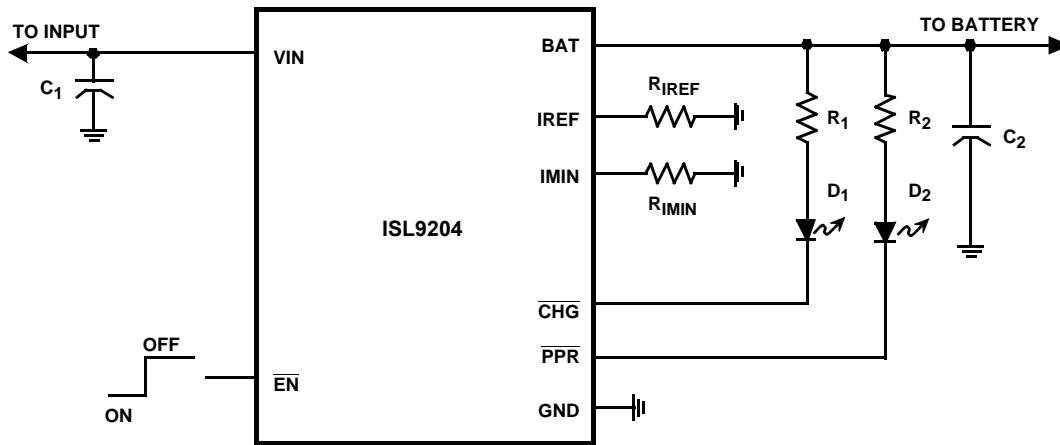 TO INPUT
C1
VIN
ISL9204
OFF
ON
EN
BAT
IREF
RIREF
IMIN
RIMIN
CHG
PPR
GND
TO BATTERY
R1
R2
C2
D1
D2